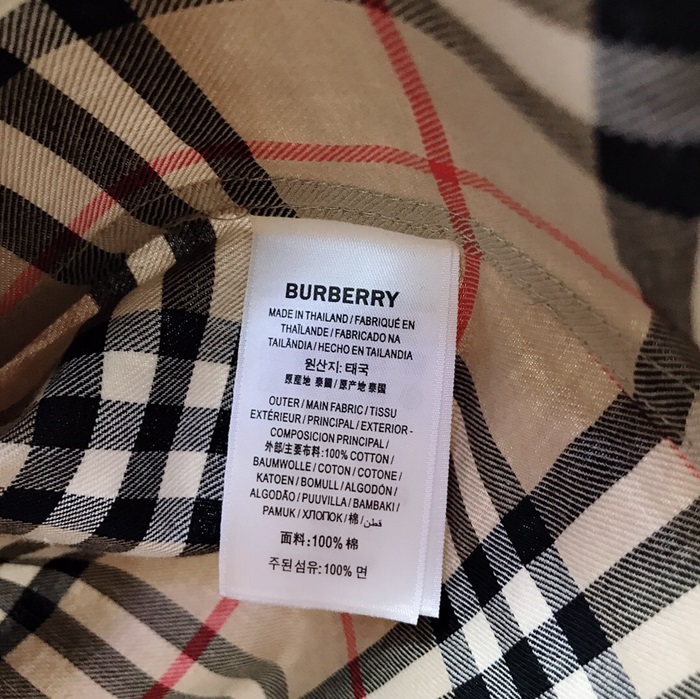 BURBERRY
MADE IN THAILAND / FABRIQUÉ EN
THAÏLANDE / FABRICADO NA
TAILÂNDIA / HECHO EN TAILANDIA
원산지: 태국
原産地 泰國 / 原产地 泰國
OUTER / MAIN FABRIC / TISSU
EXTÉRIEUR / PRINCIPAL / EXTERIOR -
COMPOSICION PRINCIPAL /
外部/主要布料:100% COTTON /
BAUMWOLLE / COTON / COTONE /
KATOEN / BOMULL / ALGODÓN /
ALGODÃO / PUUVILLA / BAMBAKI /
PAMUK / ХЛОПОК / 棉 / قطن
面料: 100% 棉
주된섬유: 100% 면